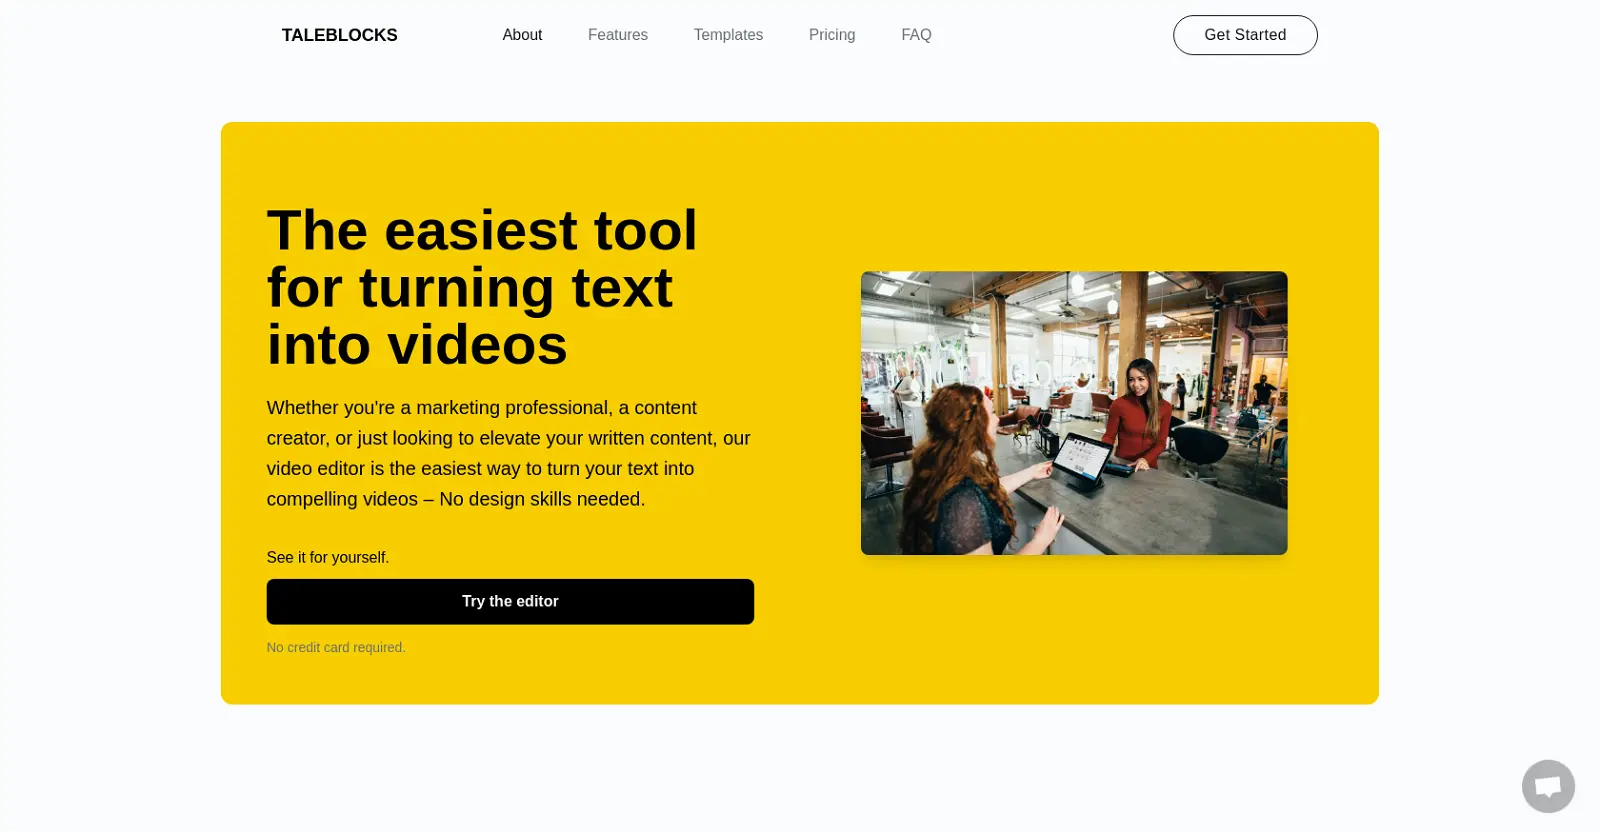 TALEBLOCKS
About
Features
Templates
Pricing
FAQ
Get Started
The easiest tool
for turning text
into videos
Whether you're a marketing professional, a content
creator, or just looking to elevate your written content, our
video editor is the easiest way to turn your text into
compelling videos – No design skills needed.
See it for yourself.
Try the editor
No credit card required.